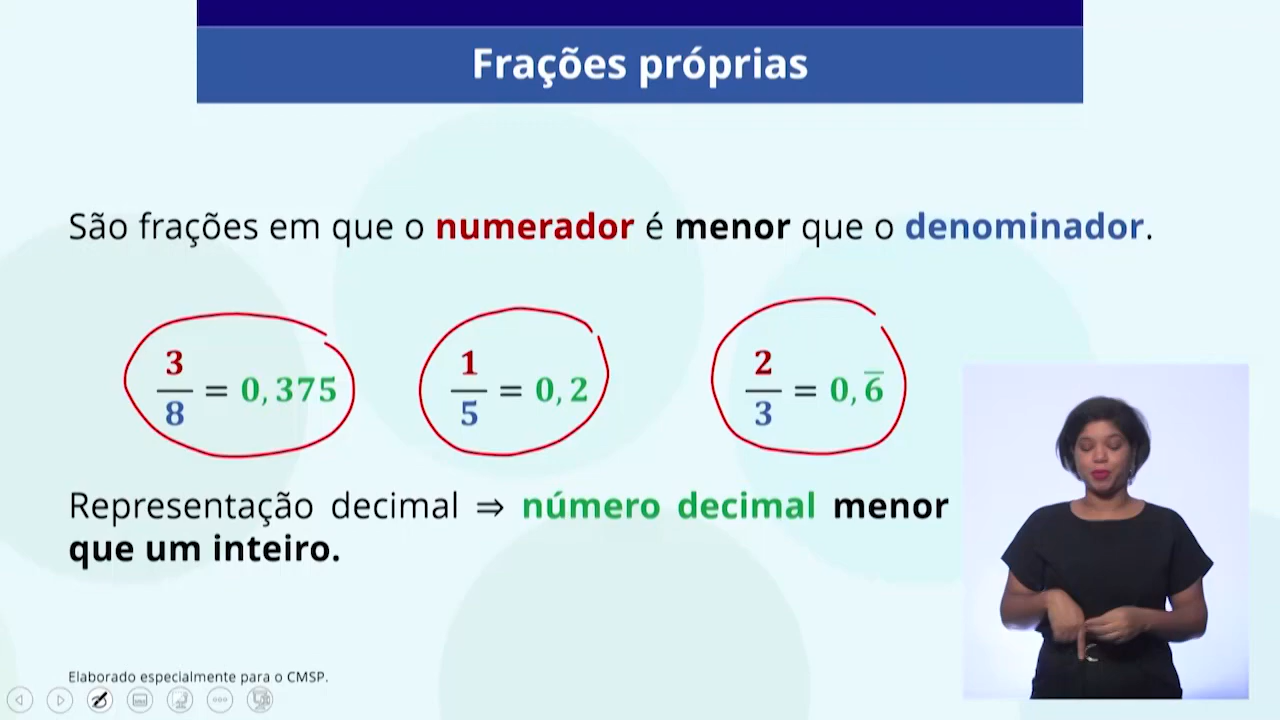 Frações próprias
São frações em que o numerador é menor que o denominador.
3/8 = 0,375 1/5 = 0,2 2/3 = 0,6̅
Representação decimal ⇒ número decimal menor
que um inteiro.
Elaborado especialmente para o CMSP.